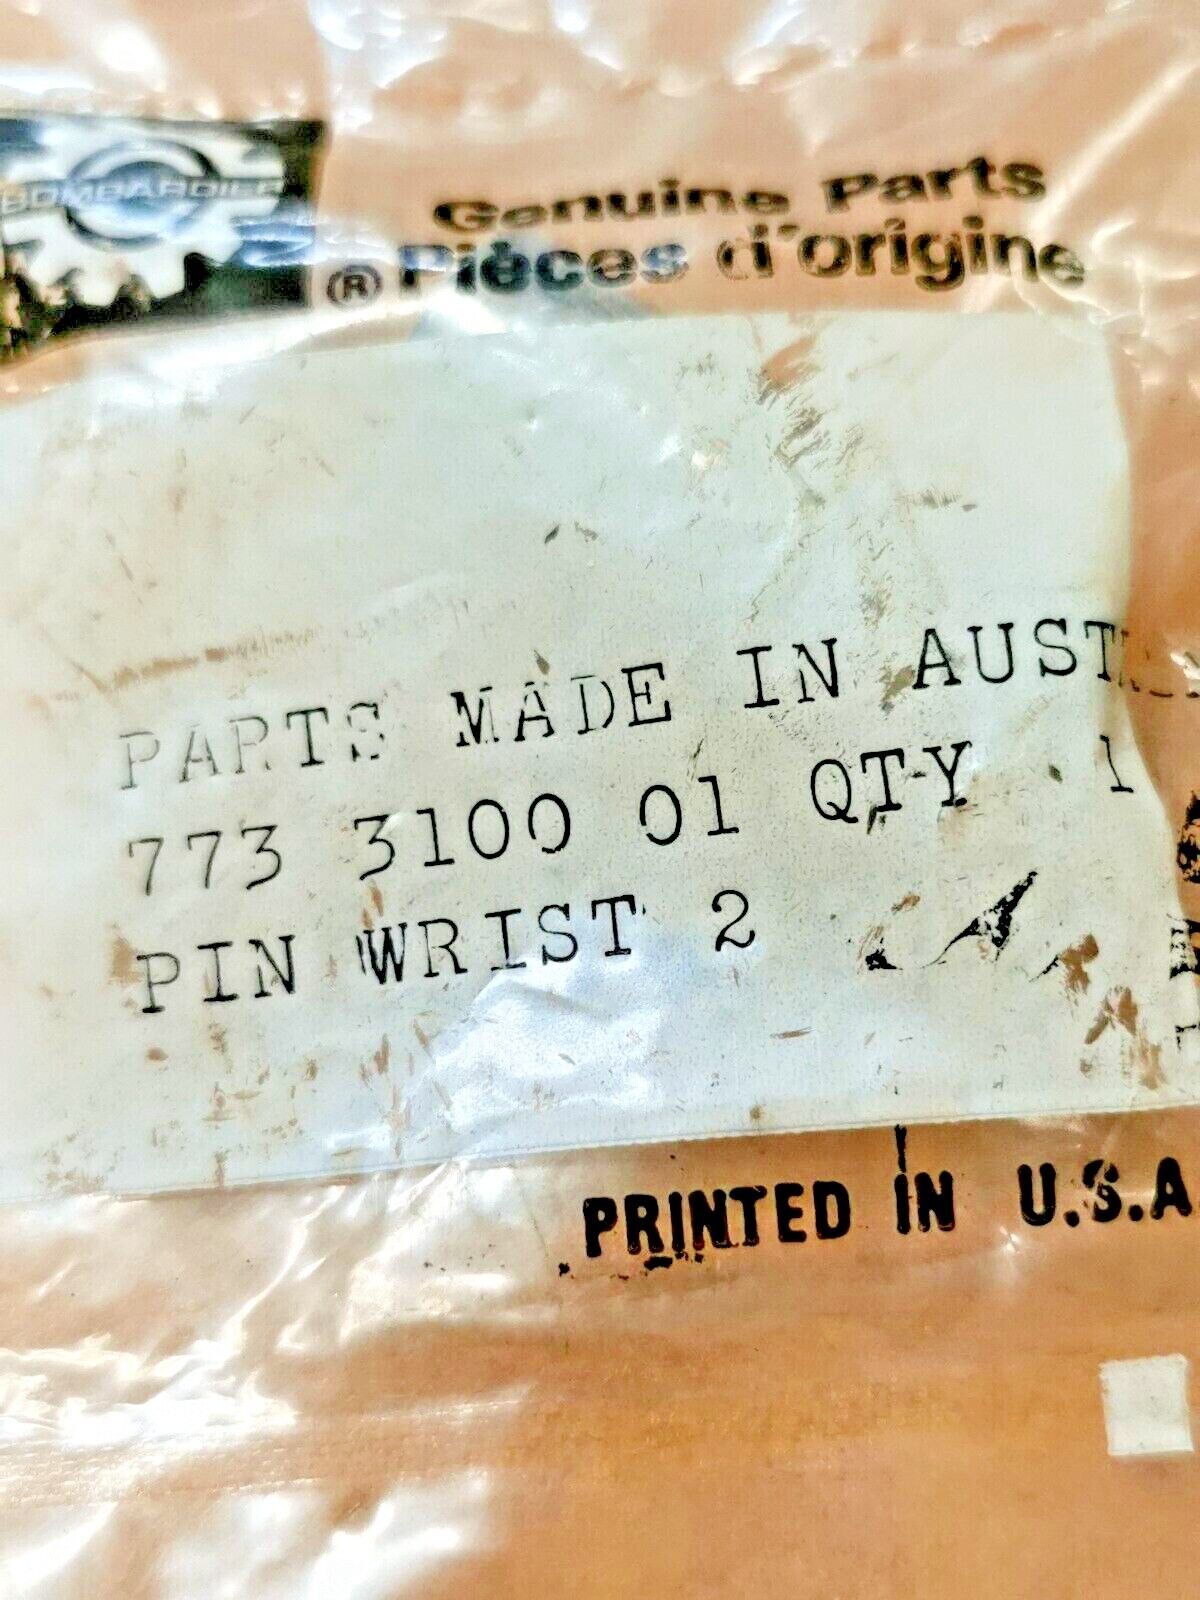 BOMBARDIER
Genuine Parts
® Pièces d'origine
PARTS MADE IN
773 3100 01 QTY 1
PIN WRIST 2
PRINTED IN U.S.A.